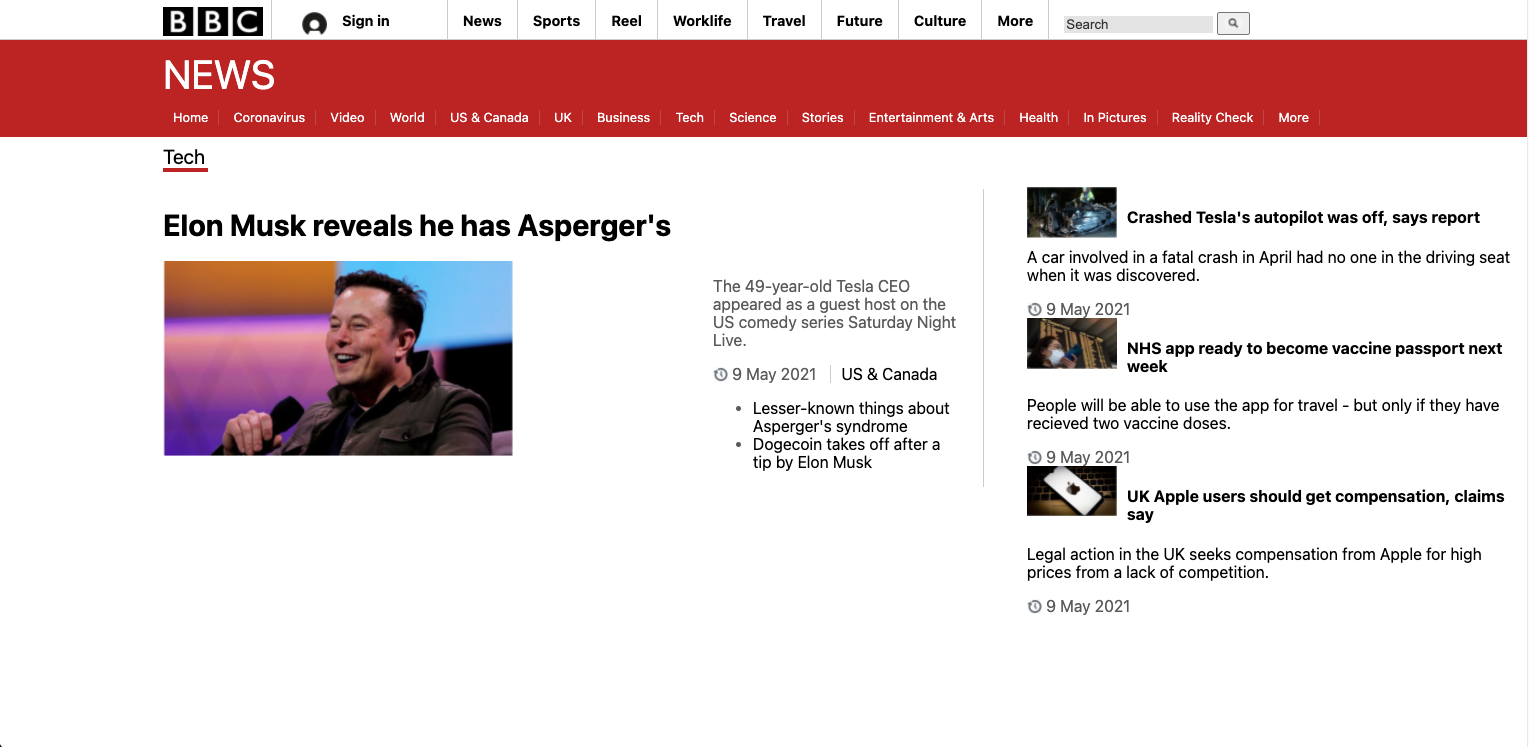 BBC Sign in News Sports Reel Worklife Travel Future Culture More Search
NEWS
Home Coronavirus Video World US & Canada UK Business Tech Science Stories Entertainment & Arts Health In Pictures Reality Check More
Tech
Elon Musk reveals he has Asperger's
The 49-year-old Tesla CEO
appeared as a guest host on the
US comedy series Saturday Night
Live.
9 May 2021 US & Canada
Lesser-known things about
Asperger's syndrome
Dogecoin takes off after a
tip by Elon Musk
Crashed Tesla's autopilot was off, says report
A car involved in a fatal crash in April had no one in the driving seat
when it was discovered.
9 May 2021
NHS app ready to become vaccine passport next
week
People will be able to use the app for travel - but only if they have
recieved two vaccine doses.
9 May 2021
UK Apple users should get compensation, claims
say
Legal action in the UK seeks compensation from Apple for high
prices from a lack of competition.
9 May 2021